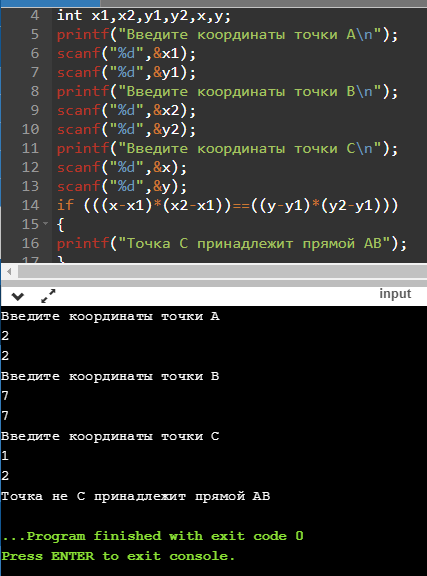 4 int x1,x2,y1,y2,x,y;
5 printf("Введите координаты точки A\n");
6 scanf("%d",&x1);
7 scanf("%d",&y1);
8 printf("Введите координаты точки B\n");
9 scanf("%d",&x2);
10 scanf("%d",&y2);
11 printf("Введите координаты точки C\n");
12 scanf("%d",&x);
13 scanf("%d",&y);
14 if (((x-x1)*(x2-x1))==((y-y1)*(y2-y1)))
15 {
16 printf("Точка C принадлежит прямой AB");
17 }
input
Введите координаты точки A
2
2
Введите координаты точки B
7
7
Введите координаты точки C
1
2
Точка не C принадлежит прямой AB
...Program finished with exit code 0
Press ENTER to exit console.